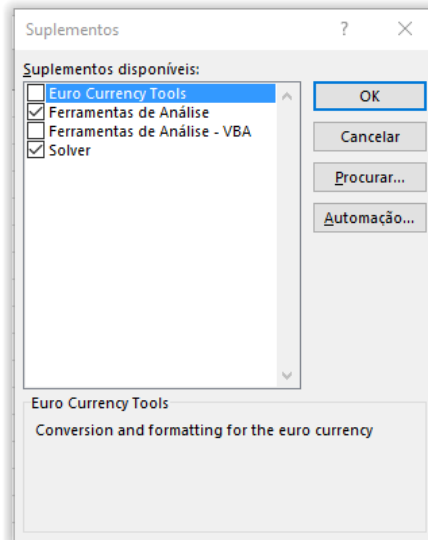 Suplementos
Suplementos disponíveis:
Euro Currency Tools
Ferramentas de Análise
Ferramentas de Análise - VBA
Solver
OK
Cancelar
Procurar...
Automação...
Euro Currency Tools
Conversion and formatting for the euro currency